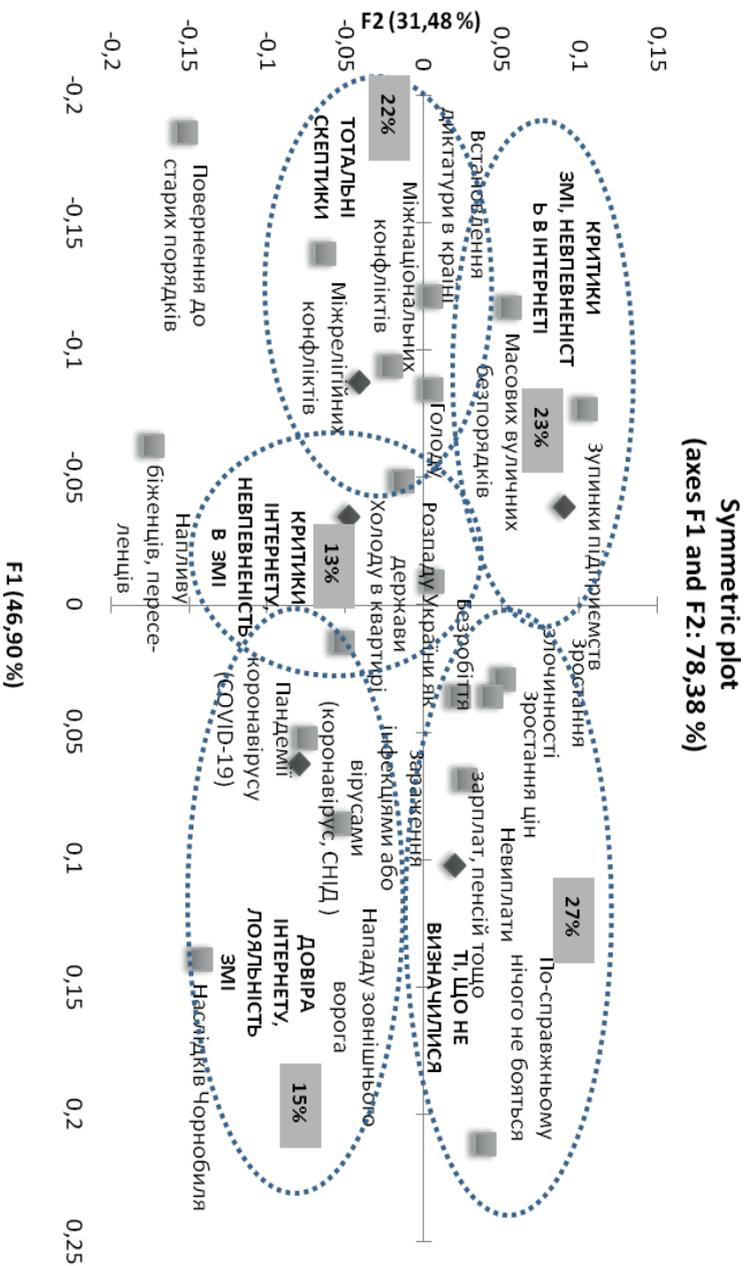 Symmetric plot
(axes F1 and F2: 78,38 %)
F2 (31,48 %)
0,15
0,1
0,05
0
-0,05
-0,1
-0,15
-0,2
-0,2
-0,15
-0,1
-0,05
0
0,05
0,1
0,15
0,2
0,25
F1 (46,90 %)
КРИТИКИ
ЗМІ, НЕВПЕВНЕНІСТ
Ь В ІНТЕРНЕТІ
23%
Зупинки підприємств
Масових вуличних
безпорядків
Встановлення
диктатури в країні
22%
ТОТАЛЬНІ
СКЕПТИКИ
Міжнаціональних
конфліктів
Міжрелігійних
конфліктів
Голоду
Повернення до
старих порядків
Напливу
біженців, пересе-
ленців
13%
КРИТИКИ
ІНТЕРНЕТУ,
НЕВПЕВНЕНІСТЬ
В ЗМІ
Розпаду України як
держави
Холоду в квартирі
Безробіття
Зростання
злочинності
Зростання цін
Невиплати
зарплат, пенсій тощо
27%
По-справжньому
нічого не бояться
ТІ, ЩО НЕ
ВИЗНАЧИЛИСЯ
Зараження
інфекціями або
вірусами
(коронавірус, СНІД )
Пандемії
коронавірусу
(COVID-19)
Нападу зовнішнього
ворога
ДОВІРА
ІНТЕРНЕТУ,
ЛОЯЛЬНІСТЬ
ЗМІ
15%
Наслідків Чорнобиля